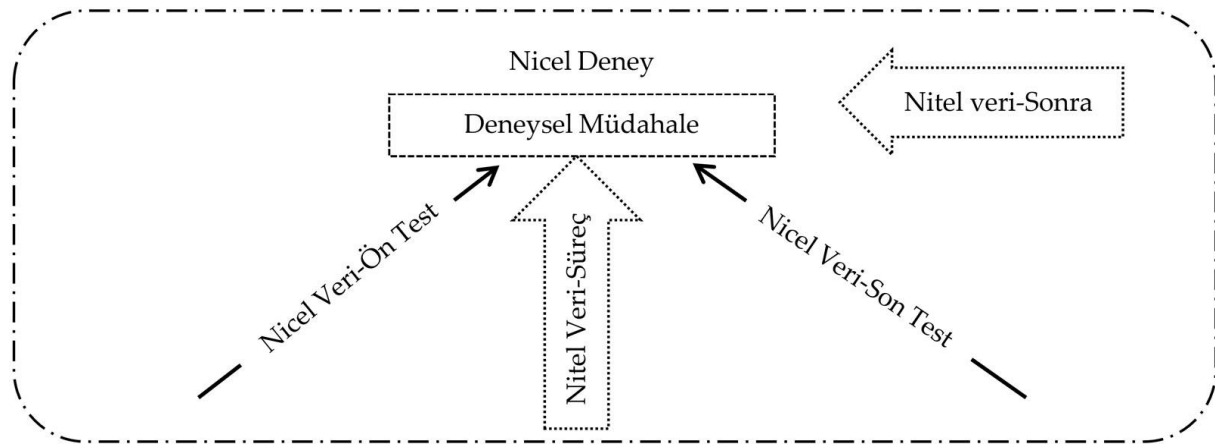 Nicel Deney
Deneysel Müdahale
Nitel veri-Sonra
Nicel Veri-Ön Test
Nitel Veri-Süreç
Nicel Veri-Son Test